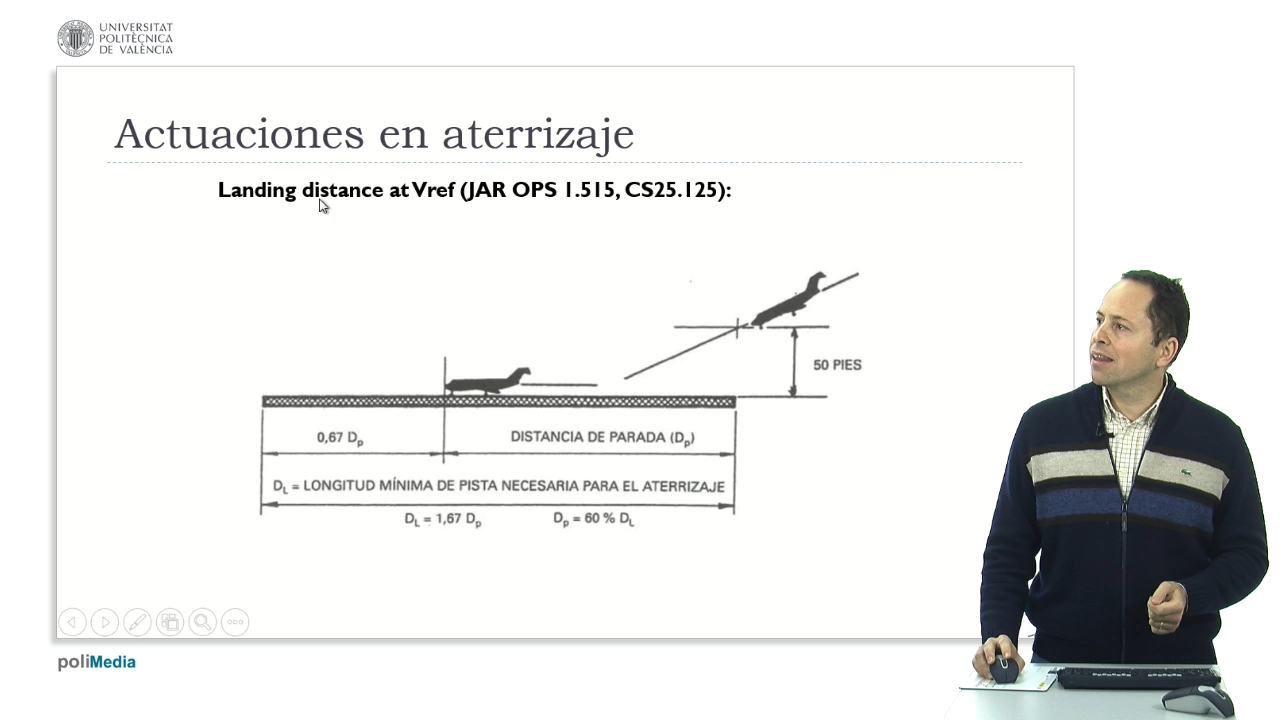 UNIVERSITAT
POLITÈCNICA
DE VALÈNCIA
Actuaciones en aterrizaje
Landing distance at Vref (JAR OPS 1.515, CS25.125):
50 PIES
0,67 Dp
DISTANCIA DE PARADA (Dp)
DL = LONGITUD MÍNIMA DE PISTA NECESARIA PARA EL ATERRIZAJE
DL = 1,67 Dp
Dp = 60 % DL
poliMedia